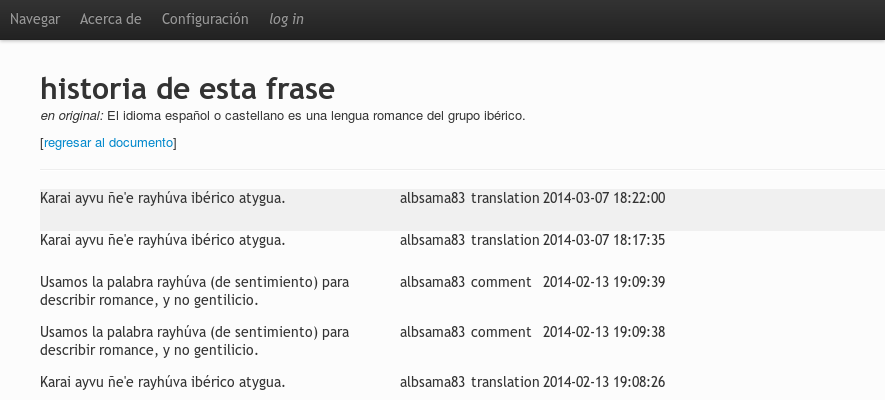 Navegar Acerca de Configuración log in
historia de esta frase
en original: El idioma español o castellano es una lengua romance del grupo ibérico.
[regresar al documento]
Karai ayvu ñe'e rayhúva ibérico atygua. albsama83 translation 2014-03-07 18:22:00
Karai ayvu ñe'e rayhúva ibérico atygua. albsama83 translation 2014-03-07 18:17:35
Usamos la palabra rayhúva (de sentimiento) para albsama83 comment 2014-02-13 19:09:39
describir romance, y no gentilicio.
Usamos la palabra rayhúva (de sentimiento) para albsama83 comment 2014-02-13 19:09:38
describir romance, y no gentilicio.
Karai ayvu ñe'e rayhúva ibérico atygua. albsama83 translation 2014-02-13 19:08:26